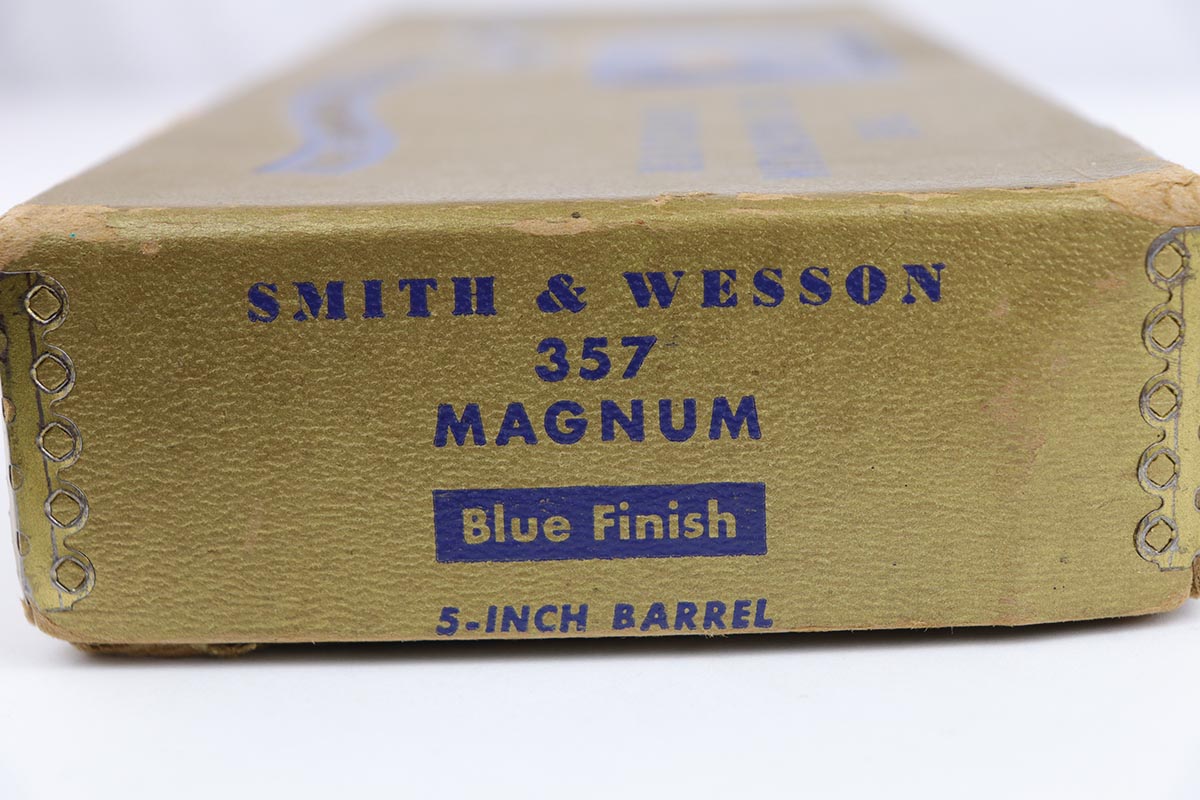 SMITH & WESSON
357
MAGNUM
Blue Finish
5-INCH BARREL